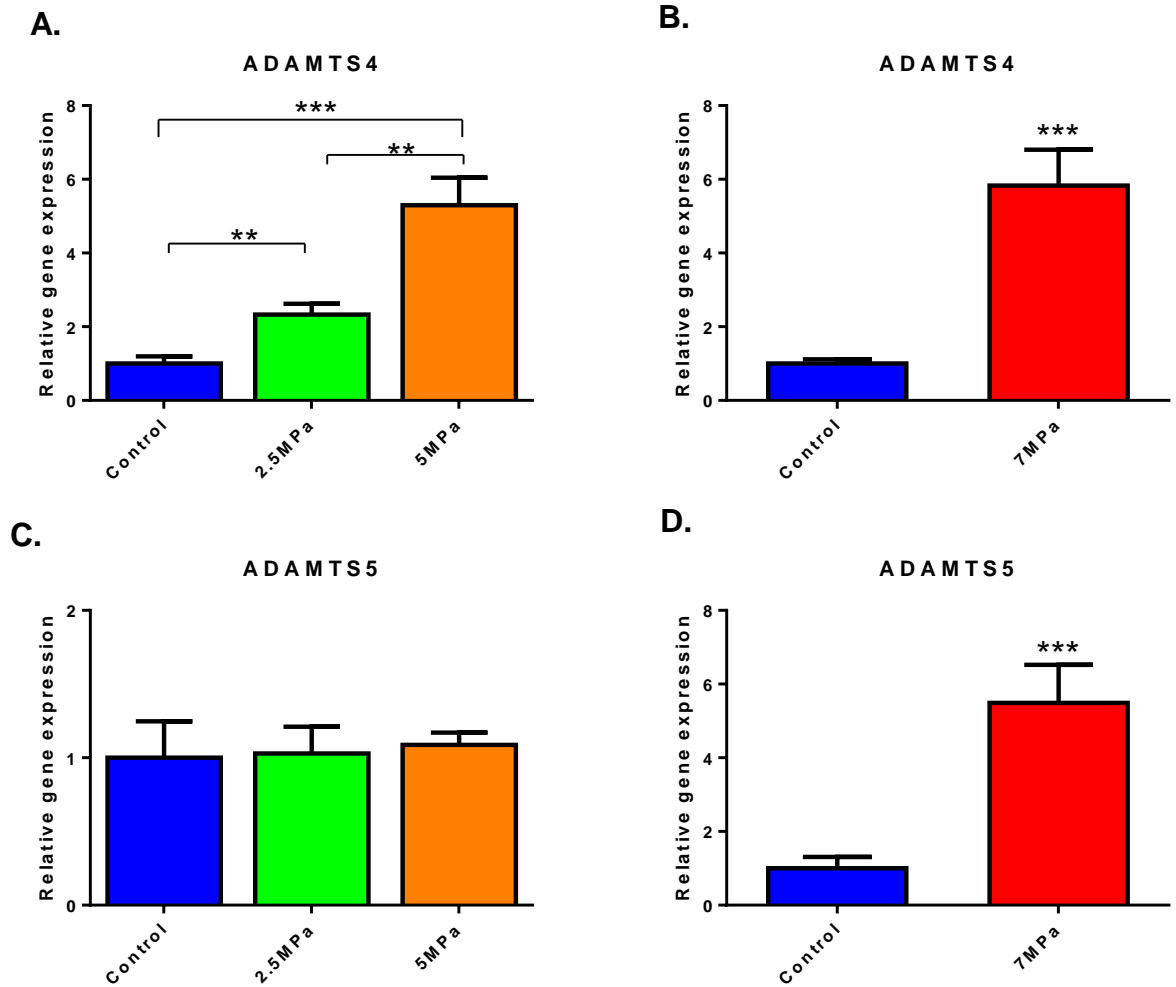 A.
ADAMTS4
Relative gene expression
8
6
4
2
0
***
**
**
Control
2.5MPa
5MPa
B.
ADAMTS4
Relative gene expression
8
6
4
2
0
***
Control
7MPa
C.
ADAMTS5
Relative gene expression
2
1
0
Control
2.5MPa
5MPa
D.
ADAMTS5
Relative gene expression
8
6
4
2
0
***
Control
7MPa